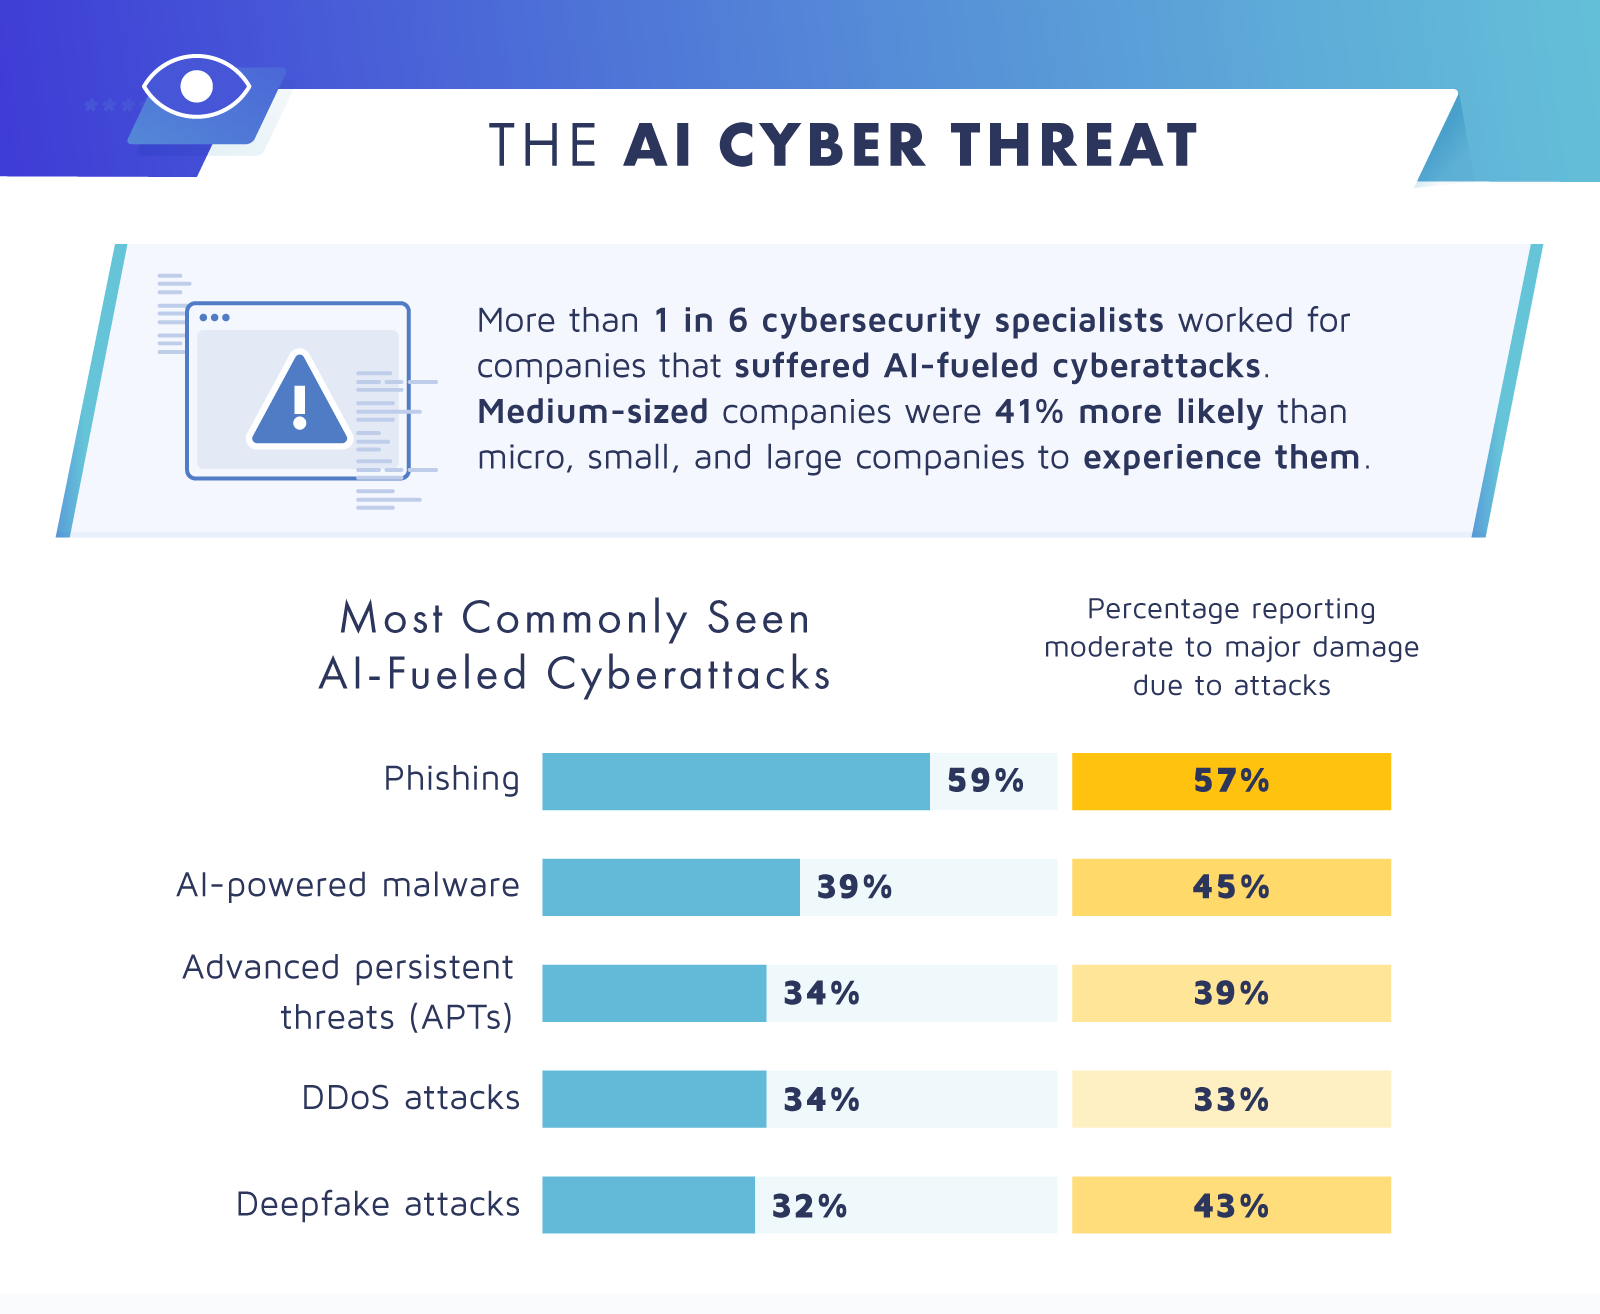 ****
THE AI CYBER THREAT
More than 1 in 6 cybersecurity specialists worked for
companies that suffered AI-fueled cyberattacks.
Medium-sized companies were 41% more likely than
micro, small, and large companies to experience them.
Most Commonly Seen
AI-Fueled Cyberattacks
Percentage reporting
moderate to major damage
due to attacks
Phishing 59% 57%
AI-powered malware 39% 45%
Advanced persistent
threats (APTs) 34% 39%
DDoS attacks 34% 33%
Deepfake attacks 32% 43%